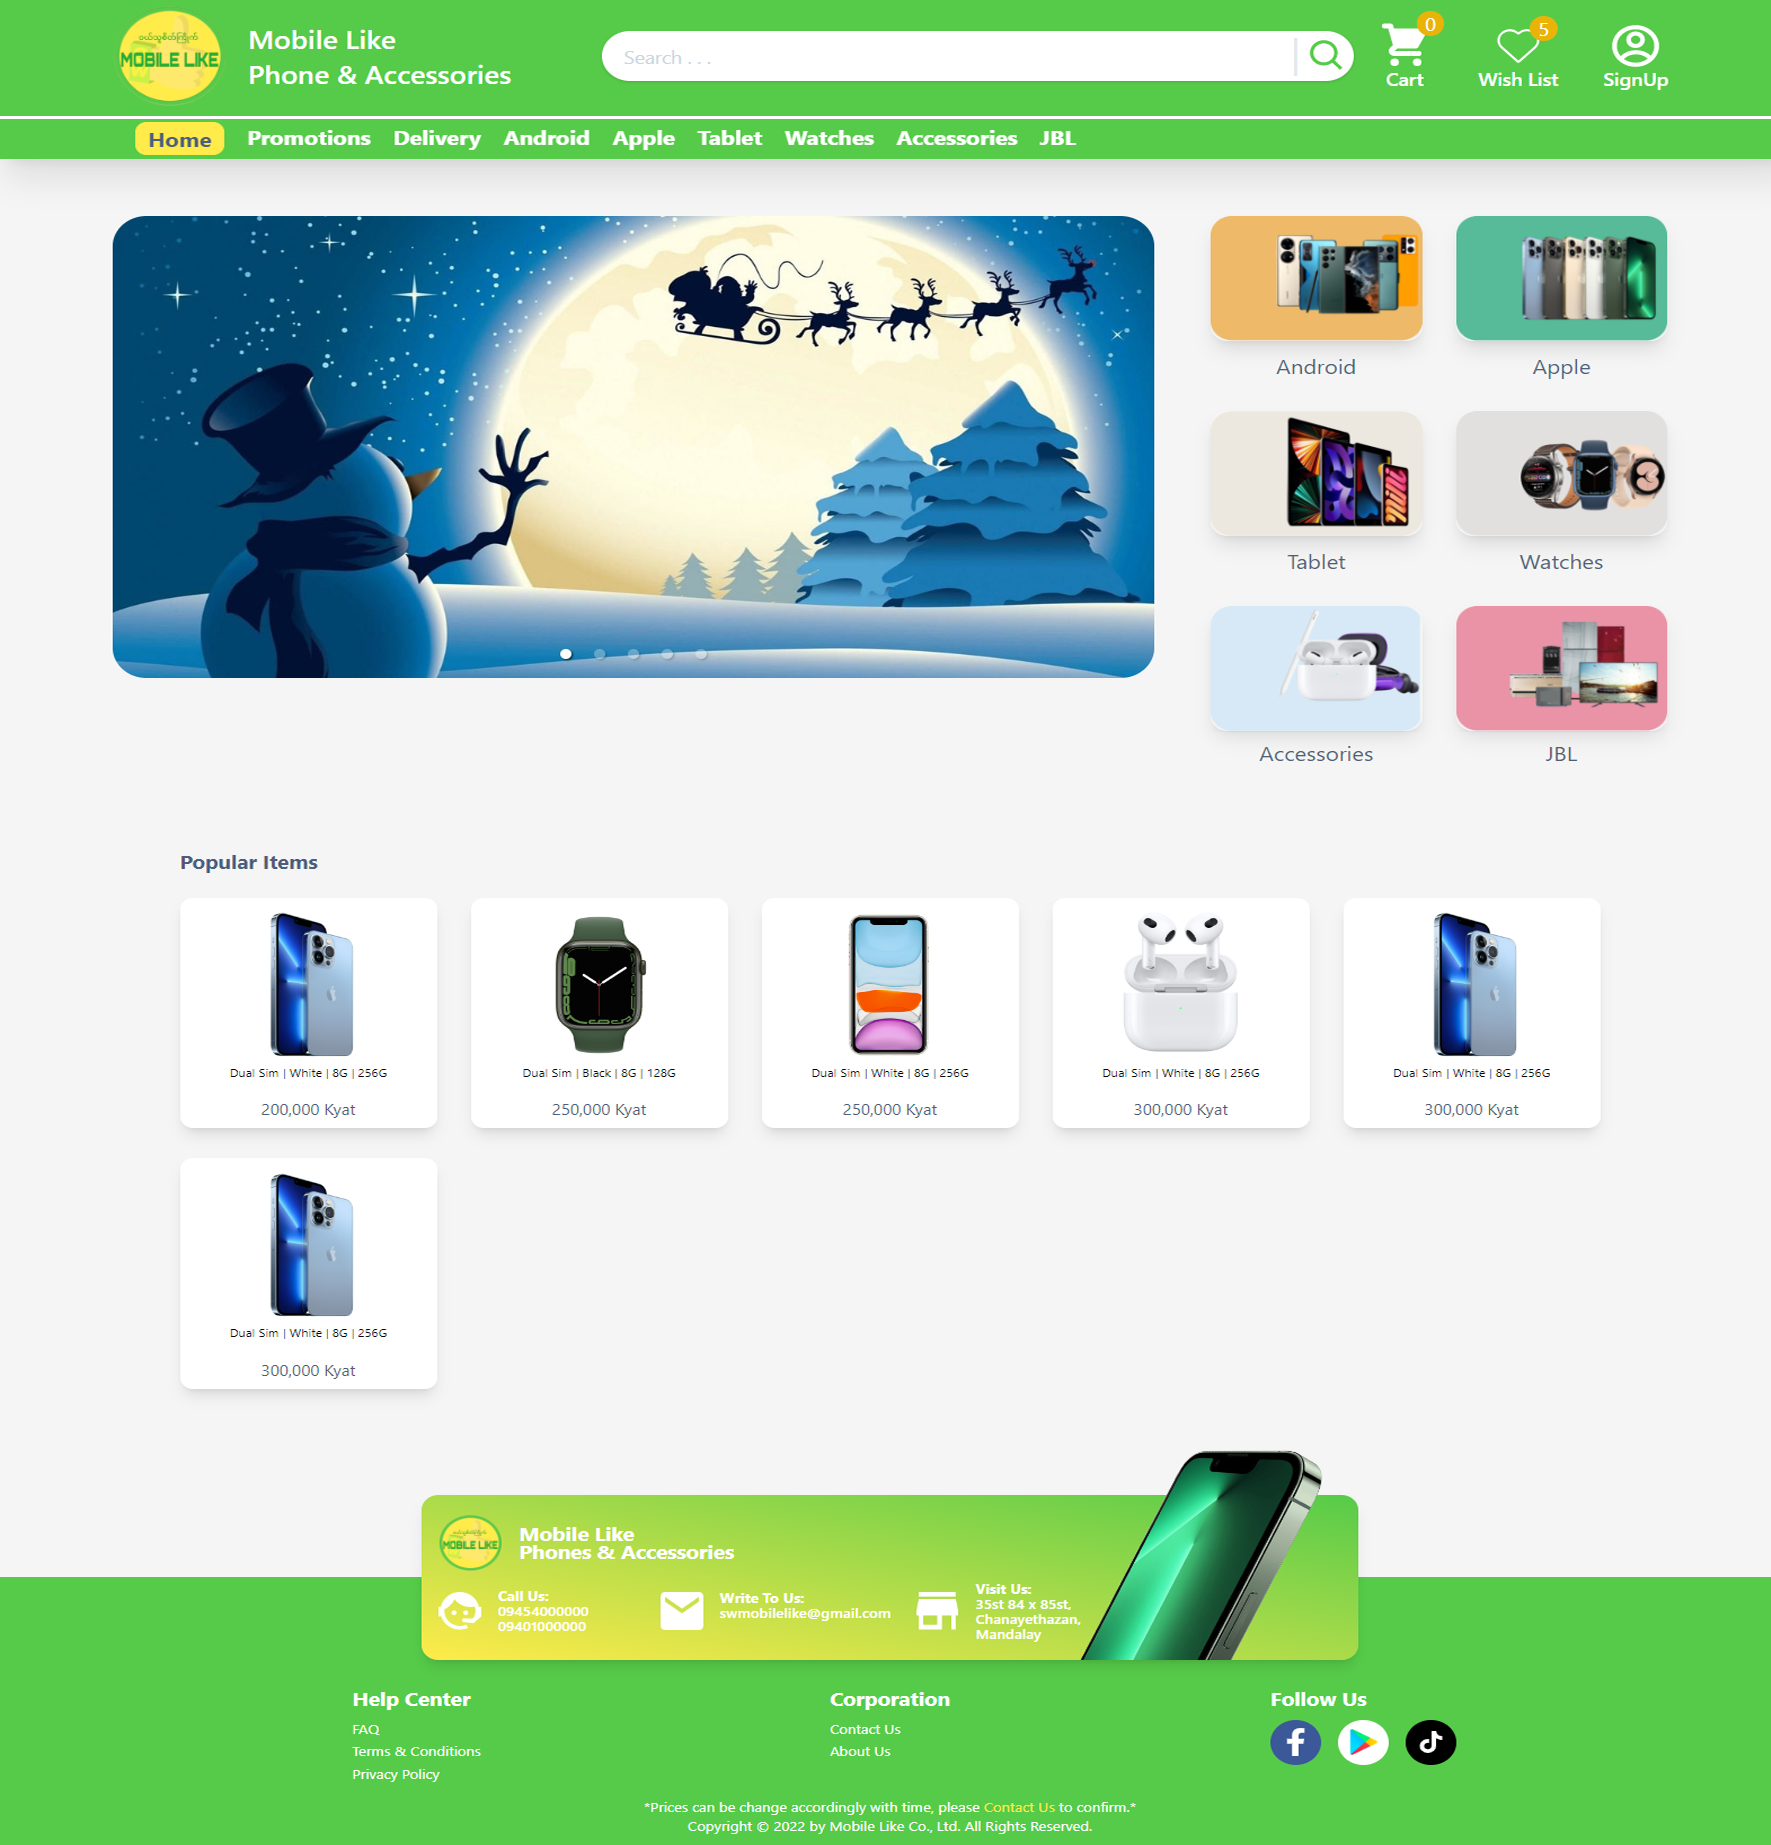 ဝယ်သူစိတ်ကြိုက်
MOBILE LIKE
Mobile Like
Phone & Accessories
Search . . .
0
Cart
5
Wish List
SignUp
Home Promotions Delivery Android Apple Tablet Watches Accessories JBL
Android
Apple
Tablet
Watches
Accessories
JBL
Popular Items
Dual Sim | White | 8G | 256G
200,000 Kyat
Dual Sim | Black | 8G | 128G
250,000 Kyat
Dual Sim | White | 8G | 256G
250,000 Kyat
Dual Sim | White | 8G | 256G
300,000 Kyat
Dual Sim | White | 8G | 256G
300,000 Kyat
Dual Sim | White | 8G | 256G
300,000 Kyat
MOBILE LIKE
Mobile Like
Phones & Accessories
Call Us:
09454000000
09401000000
Write To Us:
swmobilelike@gmail.com
Visit Us:
35st 84 x 85st,
Chanayethazan,
Mandalay
Help Center
FAQ
Terms & Conditions
Privacy Policy
Corporation
Contact Us
About Us
Follow Us
*Prices can be change accordingly with time, please Contact Us to confirm.*
Copyright © 2022 by Mobile Like Co., Ltd. All Rights Reserved.